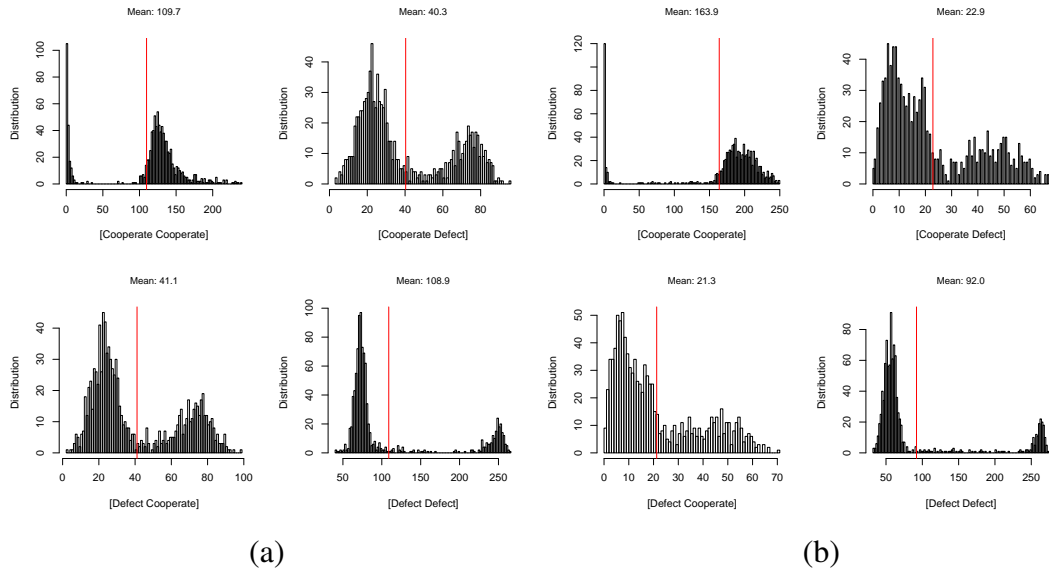 Mean: 109.7
Distribution
0 20 40 60 80 100
0 50 100 150 200
[Cooperate Cooperate]
Mean: 40.3
Distribution
0 10 20 30 40
20 40 60 80
[Cooperate Defect]
Mean: 163.9
Distribution
0 20 40 60 80 120
0 50 100 150 200 250
[Cooperate Cooperate]
Mean: 22.9
Distribution
0 10 20 30 40
0 10 20 30 40 50 60
[Cooperate Defect]
Mean: 41.1
Distribution
0 10 20 30 40
0 20 40 60 80 100
[Defect Cooperate]
Mean: 108.9
Distribution
0 20 40 60 80 100
50 100 150 200 250
[Defect Defect]
Mean: 21.3
Distribution
0 10 20 30 40 50
0 10 20 30 40 50 60 70
[Defect Cooperate]
Mean: 92.0
Distribution
0 20 40 60 80
50 100 150 200 250
[Defect Defect]
(a)
(b)